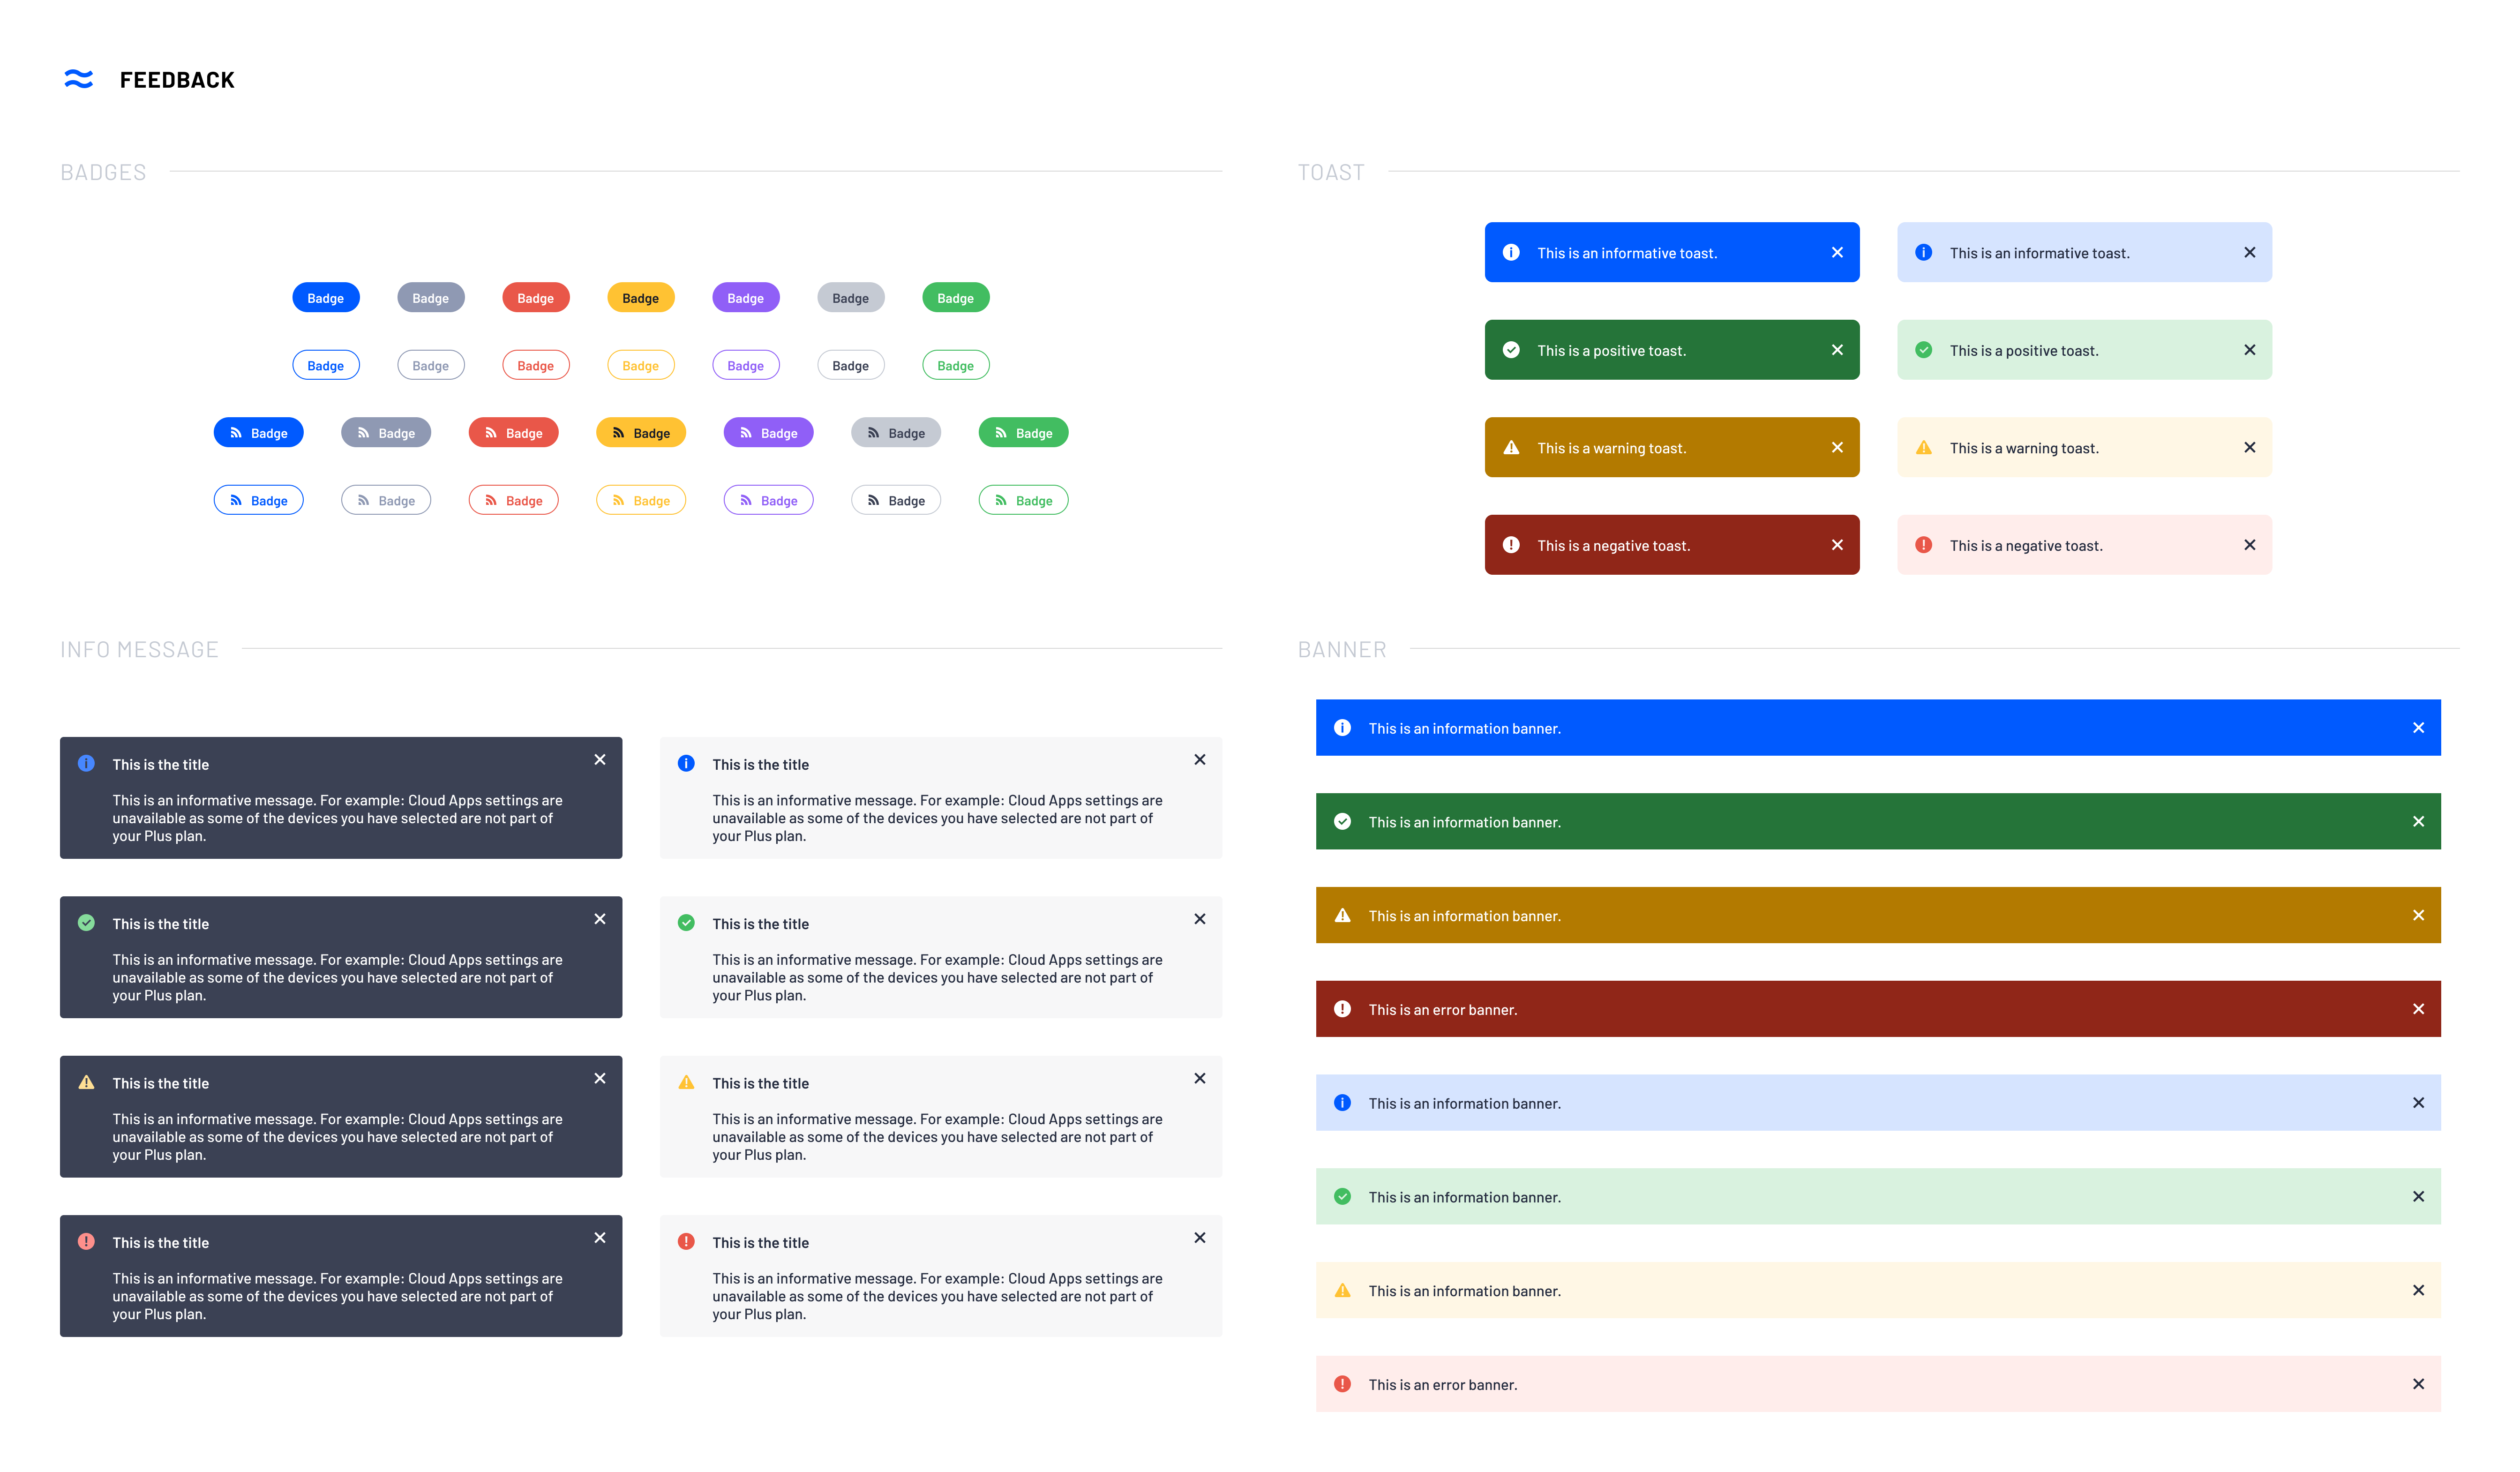 FEEDBACK
BADGES
Badge Badge Badge Badge Badge Badge Badge
Badge Badge Badge Badge Badge Badge Badge
Badge Badge Badge Badge Badge Badge Badge
Badge Badge Badge Badge Badge Badge Badge
TOAST
This is an informative toast.
This is an informative toast.
This is a positive toast.
This is a positive toast.
This is a warning toast.
This is a warning toast.
This is a negative toast.
This is a negative toast.
INFO MESSAGE
This is the title
This is an informative message. For example: Cloud Apps settings are
unavailable as some of the devices you have selected are not part of
your Plus plan.
This is the title
This is an informative message. For example: Cloud Apps settings are
unavailable as some of the devices you have selected are not part of
your Plus plan.
This is the title
This is an informative message. For example: Cloud Apps settings are
unavailable as some of the devices you have selected are not part of
your Plus plan.
This is the title
This is an informative message. For example: Cloud Apps settings are
unavailable as some of the devices you have selected are not part of
your Plus plan.
This is the title
This is an informative message. For example: Cloud Apps settings are
unavailable as some of the devices you have selected are not part of
your Plus plan.
This is the title
This is an informative message. For example: Cloud Apps settings are
unavailable as some of the devices you have selected are not part of
your Plus plan.
This is the title
This is an informative message. For example: Cloud Apps settings are
unavailable as some of the devices you have selected are not part of
your Plus plan.
This is the title
This is an informative message. For example: Cloud Apps settings are
unavailable as some of the devices you have selected are not part of
your Plus plan.
BANNER
This is an information banner.
This is an information banner.
This is an information banner.
This is an error banner.
This is an information banner.
This is an information banner.
This is an information banner.
This is an error banner.